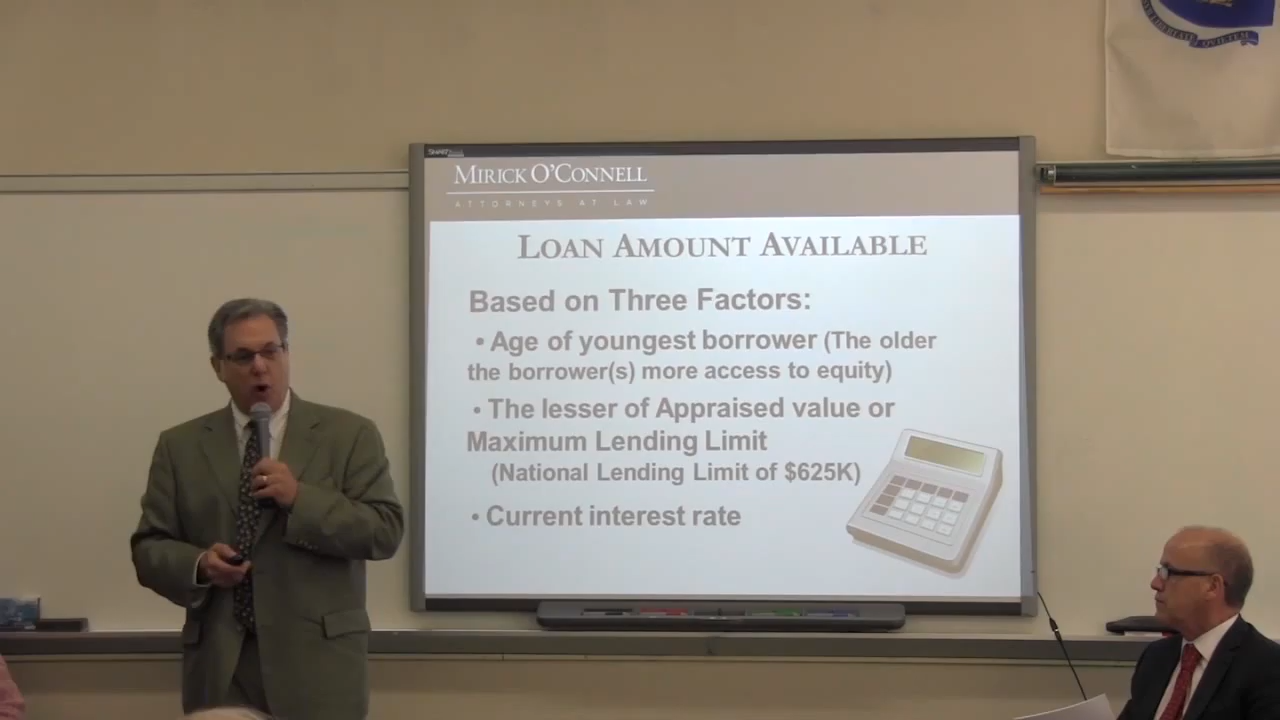 SMART
MIRICK O'CONNELL
ATTORNEYS AT LAW
LOAN AMOUNT AVAILABLE
Based on Three Factors:
• Age of youngest borrower (The older
the borrower(s) more access to equity)
• The lesser of Appraised value or
Maximum Lending Limit
(National Lending Limit of $625K)
• Current interest rate